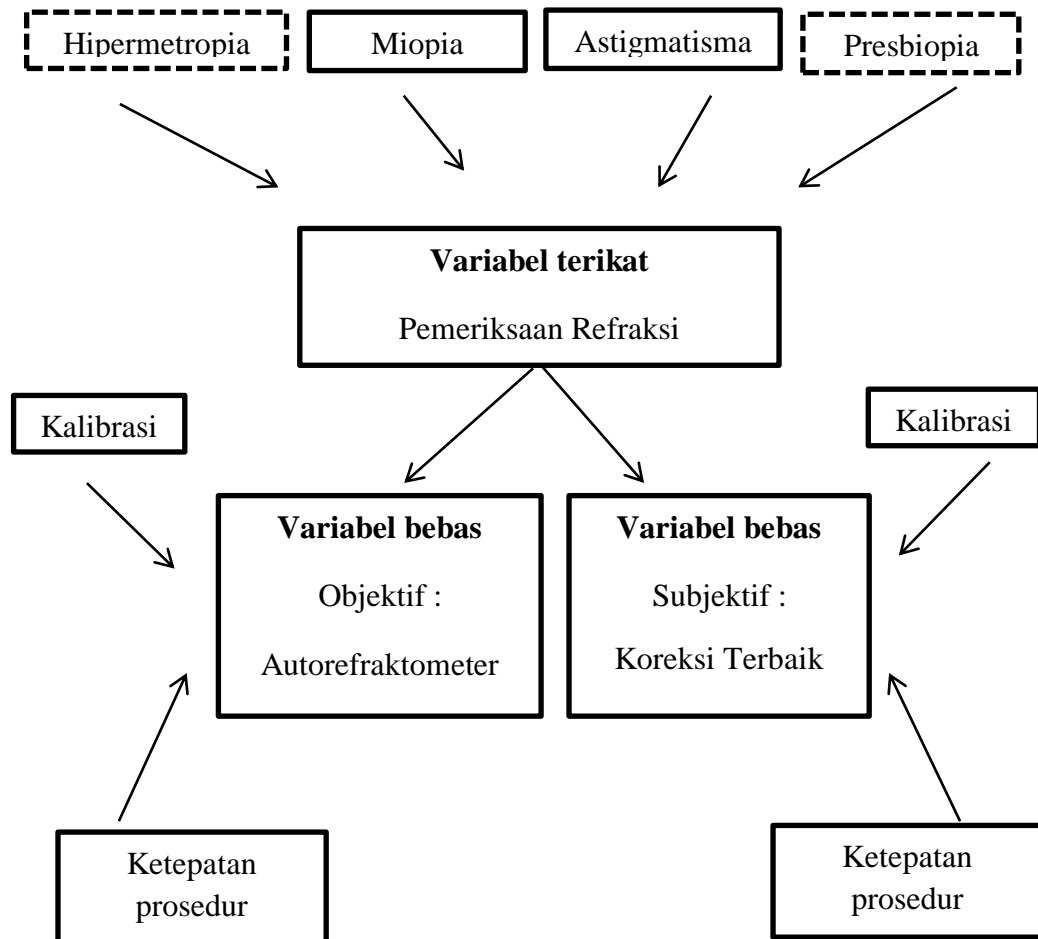 Hipermetropia
Miopia
Astigmatisma
Presbiopia
Variabel terikat
Pemeriksaan Refraksi
Kalibrasi
Kalibrasi
Variabel bebas
Objektif :
Autorefraktometer
Variabel bebas
Subjektif :
Koreksi Terbaik
Ketepatan
prosedur
Ketepatan
prosedur